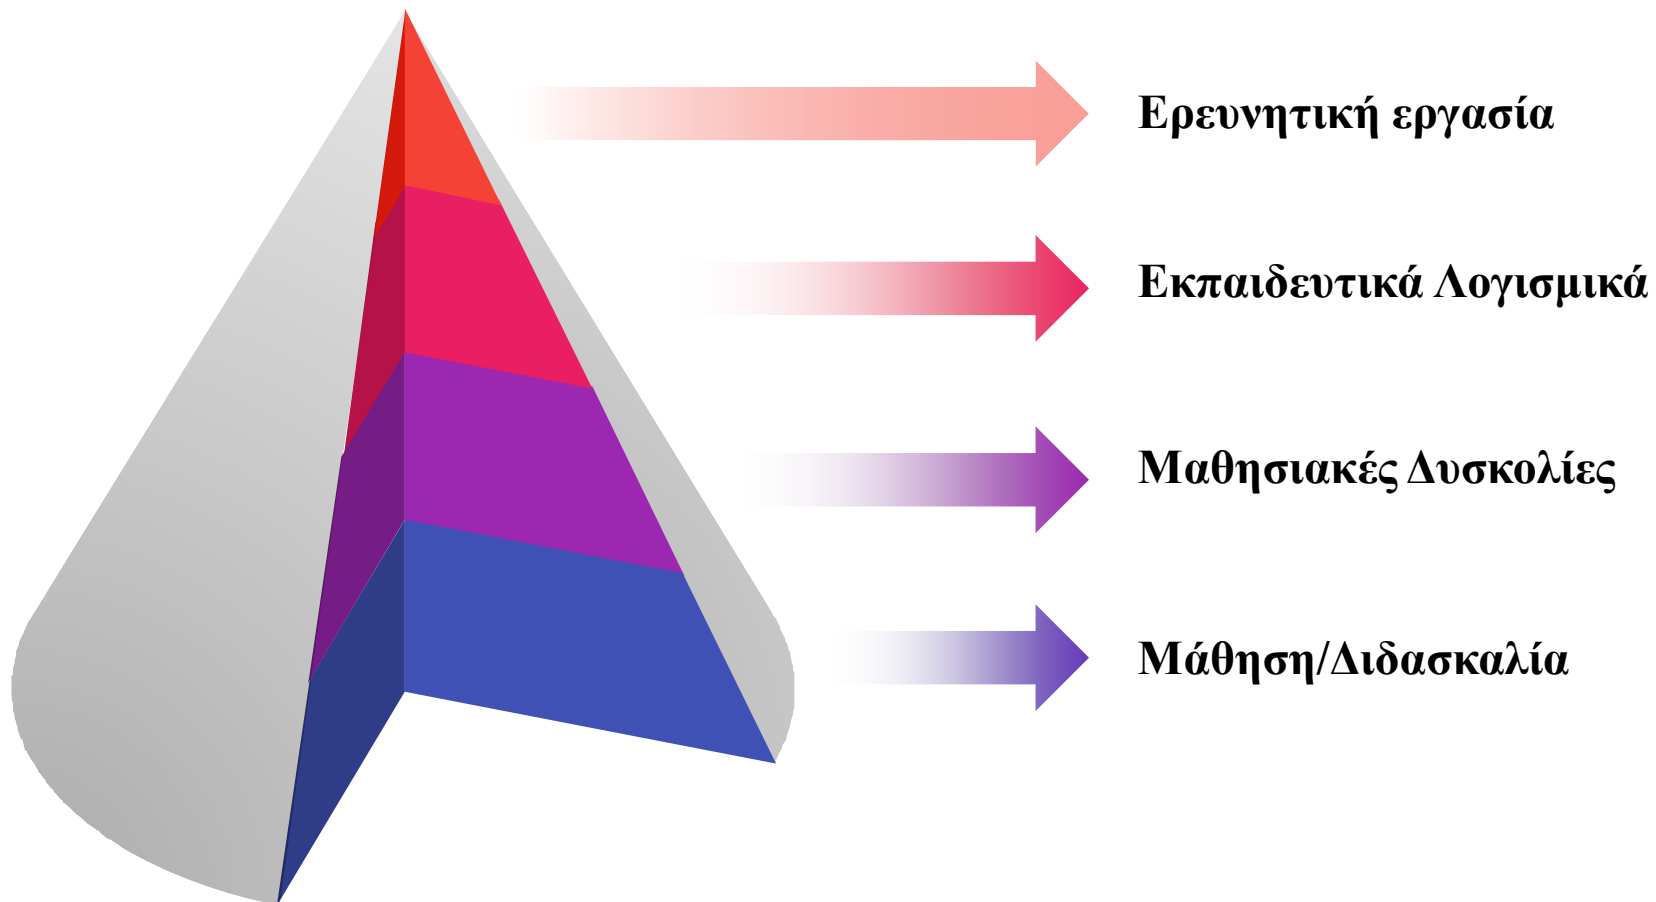 Ερευνητική εργασία
Εκπαιδευτικά Λογισμικά
Μαθησιακές Δυσκολίες
Μάθηση/Διδασκαλία